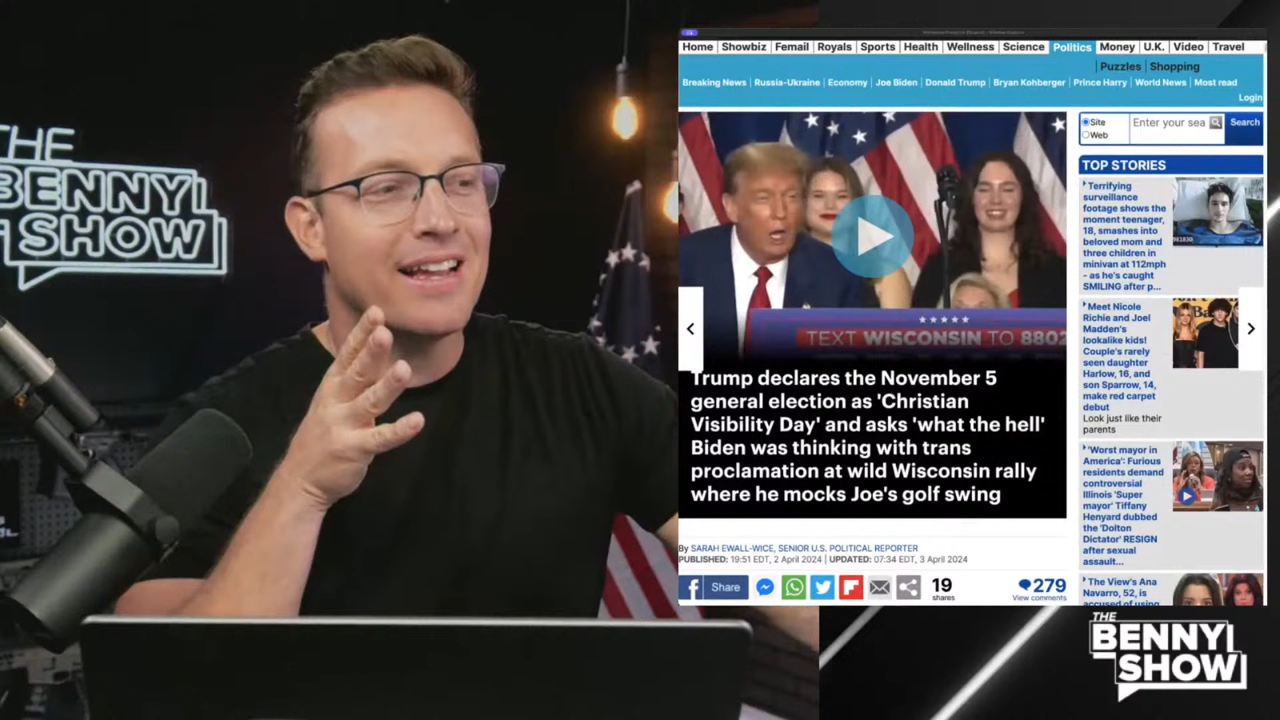 THE
BENNY
SHOW
Home Showbiz Femail Royals Sports Health Wellness Science Politics Money U.K. Video Travel
Puzzles Shopping
Breaking News Russia-Ukraine Economy Joe Biden Donald Trump Bryan Kohberger Prince Harry World News Most read
Login
Site
Web
Enter your sea
Search
TEXT WISCONSIN TO 8802
Trump declares the November 5
general election as 'Christian
Visibility Day' and asks 'what the hell'
Biden was thinking with trans
proclamation at wild Wisconsin rally
where he mocks Joe's golf swing
By SARAH EWALL-WICE, SENIOR U.S. POLITICAL REPORTER
PUBLISHED: 19:51 EDT, 2 April 2024 | UPDATED: 07:34 EDT, 3 April 2024
Share
19
shares
279
View comments
TOP STORIES
Terrifying
surveillance
footage shows the
moment teenager,
18, smashes into
beloved mom and
three children in
minivan at 112mph
- as he's caught
SMILING after p...
Meet Nicole
Richie and Joel
Madden's
lookalike kids!
Couple's rarely
seen daughter
Harlow, 16, and
son Sparrow, 14,
make red carpet
debut
Look just like their
parents
'Worst mayor in
America': Furious
residents demand
controversial
Illinois 'Super
mayor' Tiffany
Henyard dubbed
the 'Dolton
Dictator' RESIGN
after sexual
assault...
The View's Ana
Navarro, 52, is
accused of using
THE
BENNY
SHOW